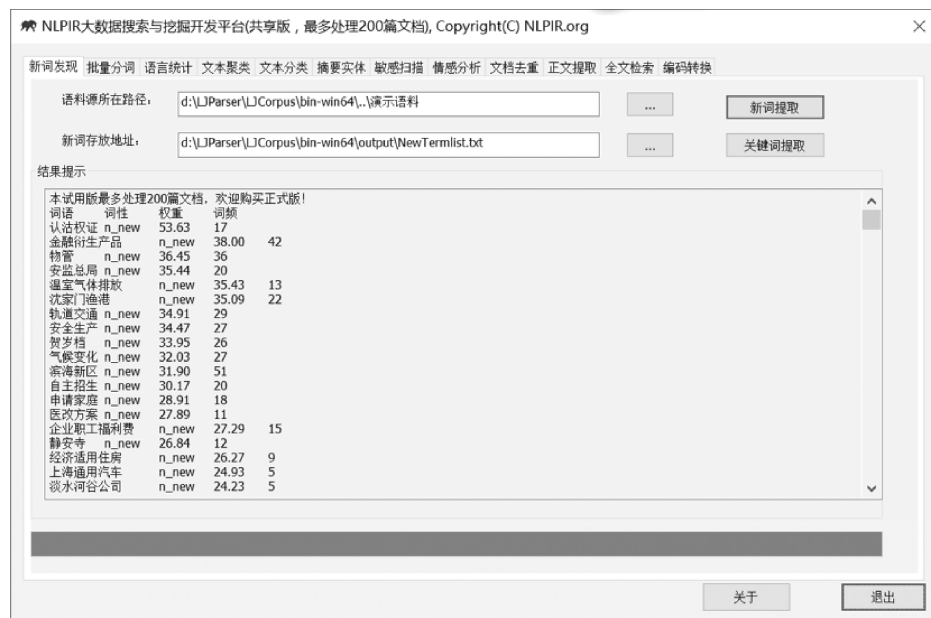 NLPIR大数据搜索与挖掘开发平台(共享版，最多处理200篇文档), Copyright(C) NLPIR.org
新词发现 批量分词 语言统计 文本聚类 文本分类 摘要实体 敏感扫描 情感分析 文档去重 正文提取 全文检索 编码转换
语料源所在路径: d:\LJParser\LJCorpus\bin-win64\..\演示语料 ... 新词提取
新词存放地址: d:\LJParser\LJCorpus\bin-win64\output\NewTermlist.txt ... 关键词提取
结果提示
本试用版最多处理200篇文档，欢迎购买正式版！
词语 词性 权重 词频
认沽权证 n_new 53.63 17
金融衍生产品 n_new 38.00 42
物管 n_new 36.45 36
安监总局 n_new 35.44 20
温室气体排放 n_new 35.43 13
沈家门渔港 n_new 35.09 22
轨道交通 n_new 34.91 29
安全生产 n_new 34.47 27
贺岁档 n_new 33.95 26
气候变化 n_new 32.03 27
滨海新区 n_new 31.90 51
自主招生 n_new 30.17 20
申请家庭 n_new 28.91 18
医改方案 n_new 27.89 11
企业职工福利费 n_new 27.29 15
静安寺 n_new 26.84 12
经济适用住房 n_new 26.27 9
上海通用汽车 n_new 24.93 5
淡水河谷公司 n_new 24.23 5
关于 退出